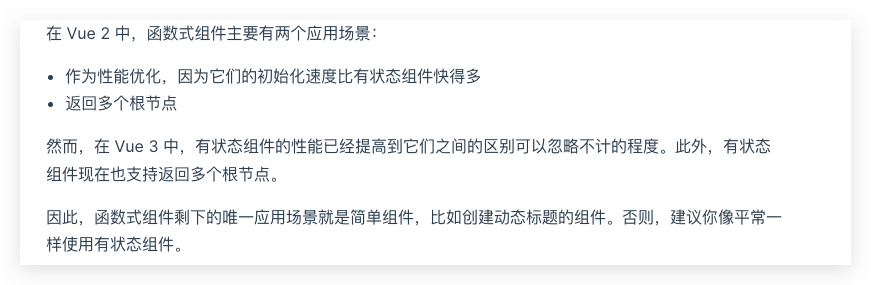 在 Vue 2 中，函数式组件主要有两个应用场景：
• 作为性能优化，因为它们的初始化速度比有状态组件快得多
• 返回多个根节点
然而，在 Vue 3 中，有状态组件的性能已经提高到它们之间的区别可以忽略不计的程度。此外，有状态
组件现在也支持返回多个根节点。
因此，函数式组件剩下的唯一应用场景就是简单组件，比如创建动态标题的组件。否则，建议你像平常一
样使用有状态组件。